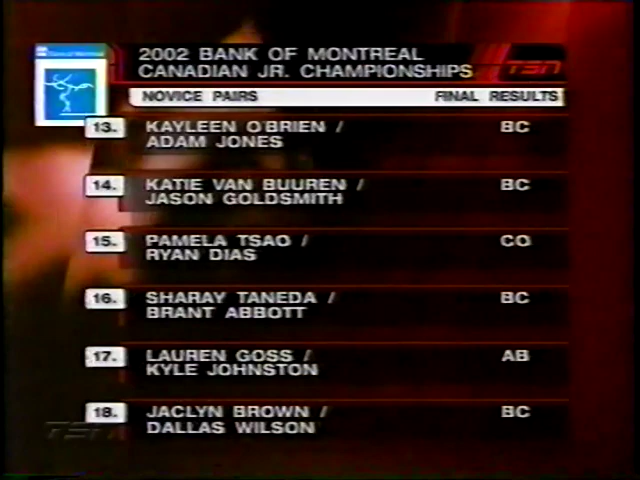 2002 BANK OF MONTREAL
CANADIAN JR. CHAMPIONSHIPS
TSN
NOVICE PAIRS FINAL RESULTS
13. KAYLEEN O'BRIEN / BC
ADAM JONES
14. KATIE VAN BUUREN / BC
JASON GOLDSMITH
15. PAMELA TSAO / CO
RYAN DIAS
16. SHARAY TANEDA / BC
BRANT ABBOTT
17. LAUREN GOSS / AB
KYLE JOHNSTON
18. JACLYN BROWN / BC
DALLAS WILSON
TSN